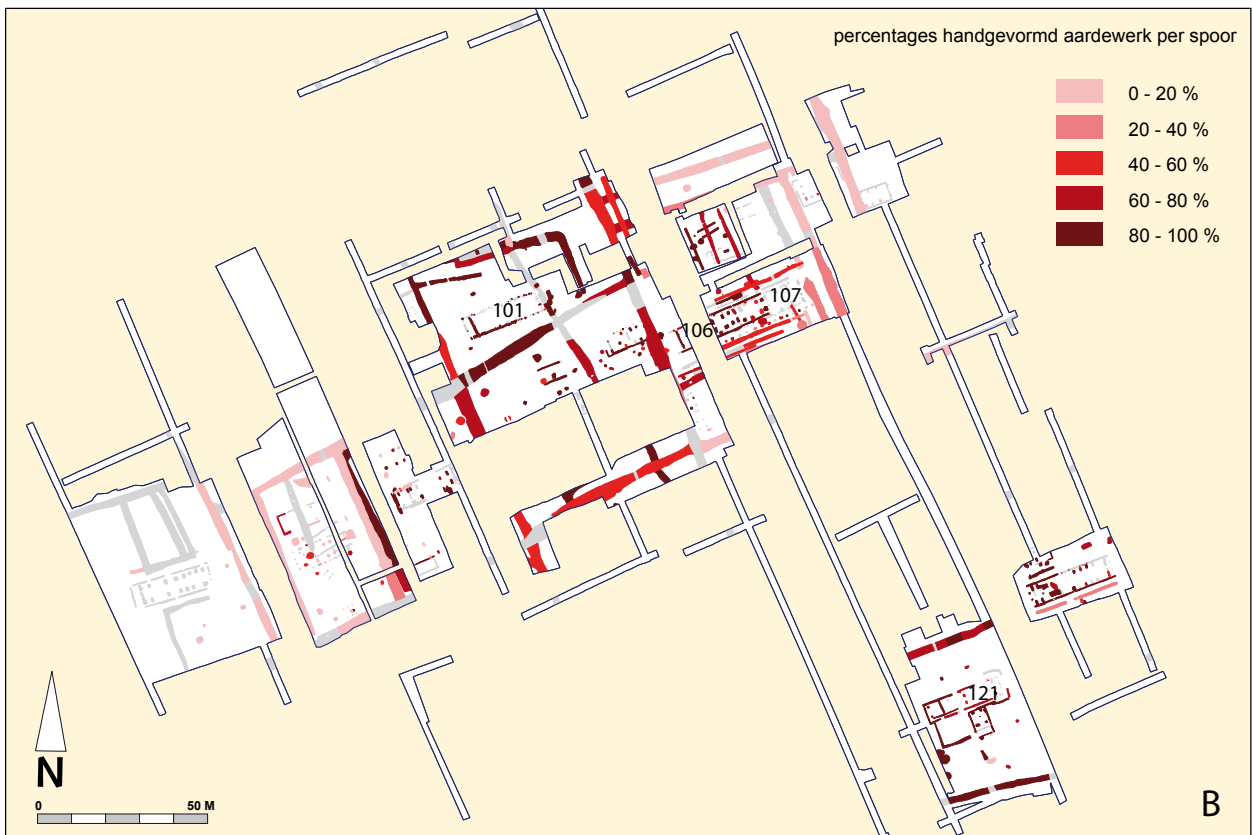 percentages handgevormd aardewerk per spoor
0 - 20 %
20 - 40 %
40 - 60 %
60 - 80 %
80 - 100 %
101
107
106
121
N
0 50 M
B